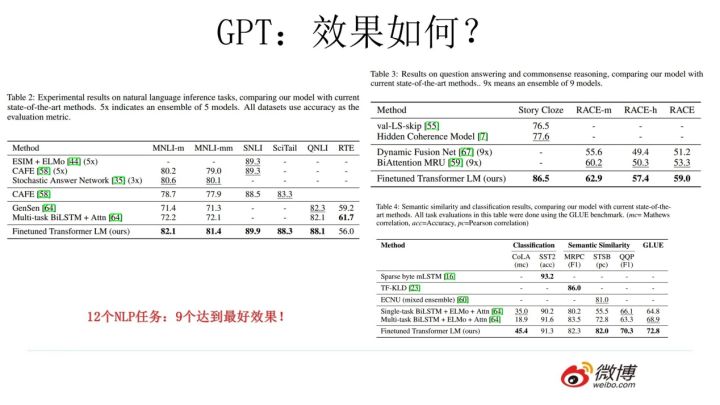 GPT：效果如何?
Table 2: Experimental results on natural language inference tasks, comparing our model with current
state-of-the-art methods. 5x indicates an ensemble of 5 models. All datasets use accuracy as the
evaluation metric.
Method MNLI-m MNLI-mm SNLI SciTail QNLI RTE
ESIM + ELMo [44] (5x) - - 89.3 - - -
CAFE [58] (5x) 80.2 79.0 89.3 - - -
Stochastic Answer Network [35] (3x) 80.6 80.1 - - - -
CAFE [58] 78.7 77.9 88.5 83.3
GenSen [64] 71.4 71.3 - - 82.3 59.2
Multi-task BiLSTM + Attn [64] 72.2 72.1 - - 82.1 61.7
Finetuned Transformer LM (ours) 82.1 81.4 89.9 88.3 88.1 56.0
12个NLP任务：9个达到最好效果！
Table 3: Results on question answering and commonsense reasoning, comparing our model with
current state-of-the-art methods.. 9x means an ensemble of 9 models.
Method Story Cloze RACE-m RACE-h RACE
val-LS-skip [55] 76.5 - - -
Hidden Coherence Model [7] 77.6 - - -
Dynamic Fusion Net [67] (9x) - 55.6 49.4 51.2
BiAttention MRU [59] (9x) - 60.2 50.3 53.3
Finetuned Transformer LM (ours) 86.5 62.9 57.4 59.0
Table 4: Semantic similarity and classification results, comparing our model with current state-of-the-
art methods. All task evaluations in this table were done using the GLUE benchmark. (mc= Mathews
correlation, acc=Accuracy, pc=Pearson correlation)
Method Classification Semantic Similarity GLUE
CoLA SST2 MRPC STSB QQP
(mc) (acc) (F1) (pc) (F1)
Sparse byte mLSTM [16] - 93.2 - - - -
TF-KLD [23] - - 86.0 - - -
ECNU (mixed ensemble) [60] - - - 81.0 - -
Single-task BiLSTM + ELMo + Attn [64] 35.0 90.2 80.2 55.5 66.1 64.8
Multi-task BiLSTM + ELMo + Attn [64] 18.9 91.6 83.5 72.8 63.3 68.9
Finetuned Transformer LM (ours) 45.4 91.3 82.3 82.0 70.3 72.8
微博
weibo.com